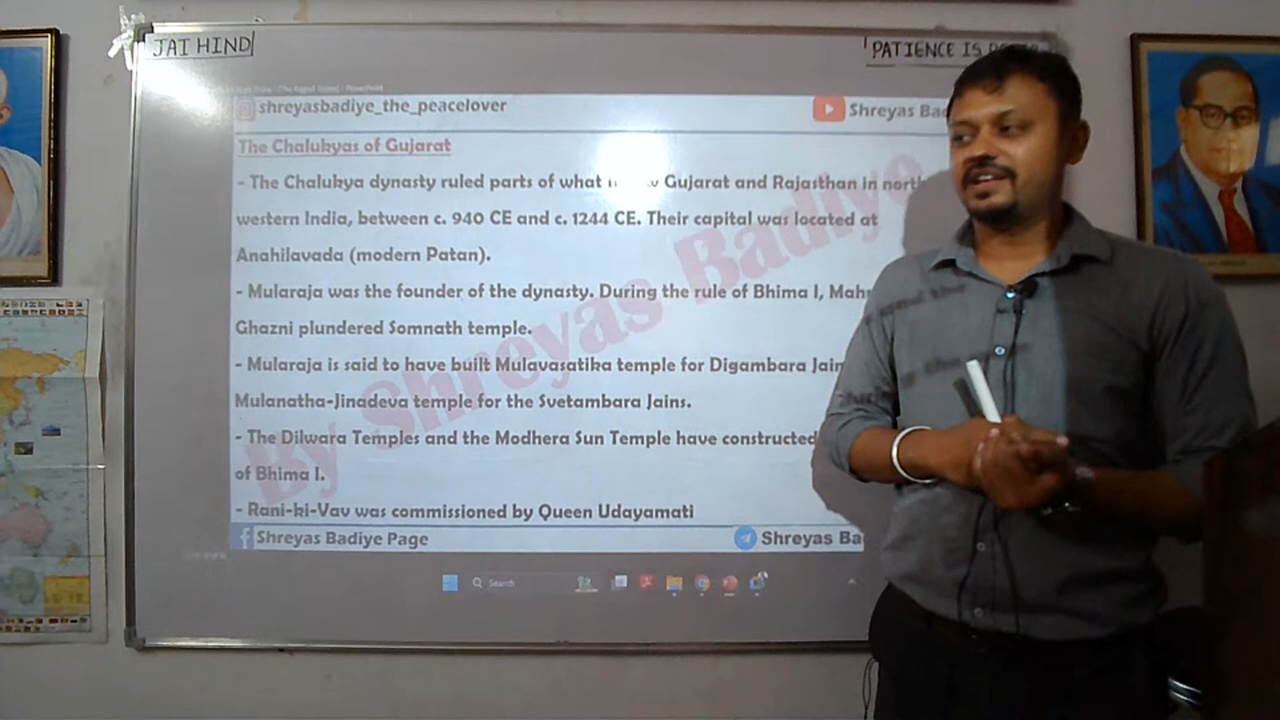 JAI HIND
PATIENCE IS
shreyasbadiye_the_peacelover
Shreyas
The Chalukyas of Gujarat
- The Chalukya dynasty ruled parts of what Gujarat and Rajasthan in
western India, between c. 940 CE and c. 1244 CE. Their capital was located at
Anahilavada (modern Patan).
- Mularaja was the founder of the dynasty. During the rule of Bhima I,
Ghazni plundered Somnath temple.
- Mularaja is said to have built Mulavasatika temple for Digambara
Mulanatha-Jinadeva temple for the Svetambara Jains.
- The Dilwara Temples and the Modhera Sun Temple have constructed
of Bhima I.
- Rani-ki-Vav was commissioned by Queen Udayamati
By Shreyas Badiye
Shreyas Badiye Page
Shreyas
Search